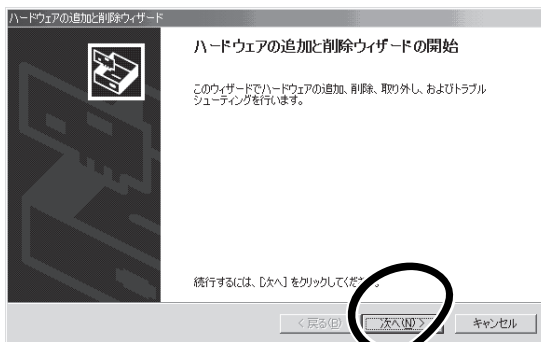 ハードウェアの追加と削除ウィザード
ハードウェアの追加と削除ウィザードの開始
このウィザードでハードウェアの追加、削除、取り外し、およびトラブル
シューティングを行います。
続行するには、[次へ] をクリックしてくださ
< 戻る(B)
次へ(N) >
キャンセル